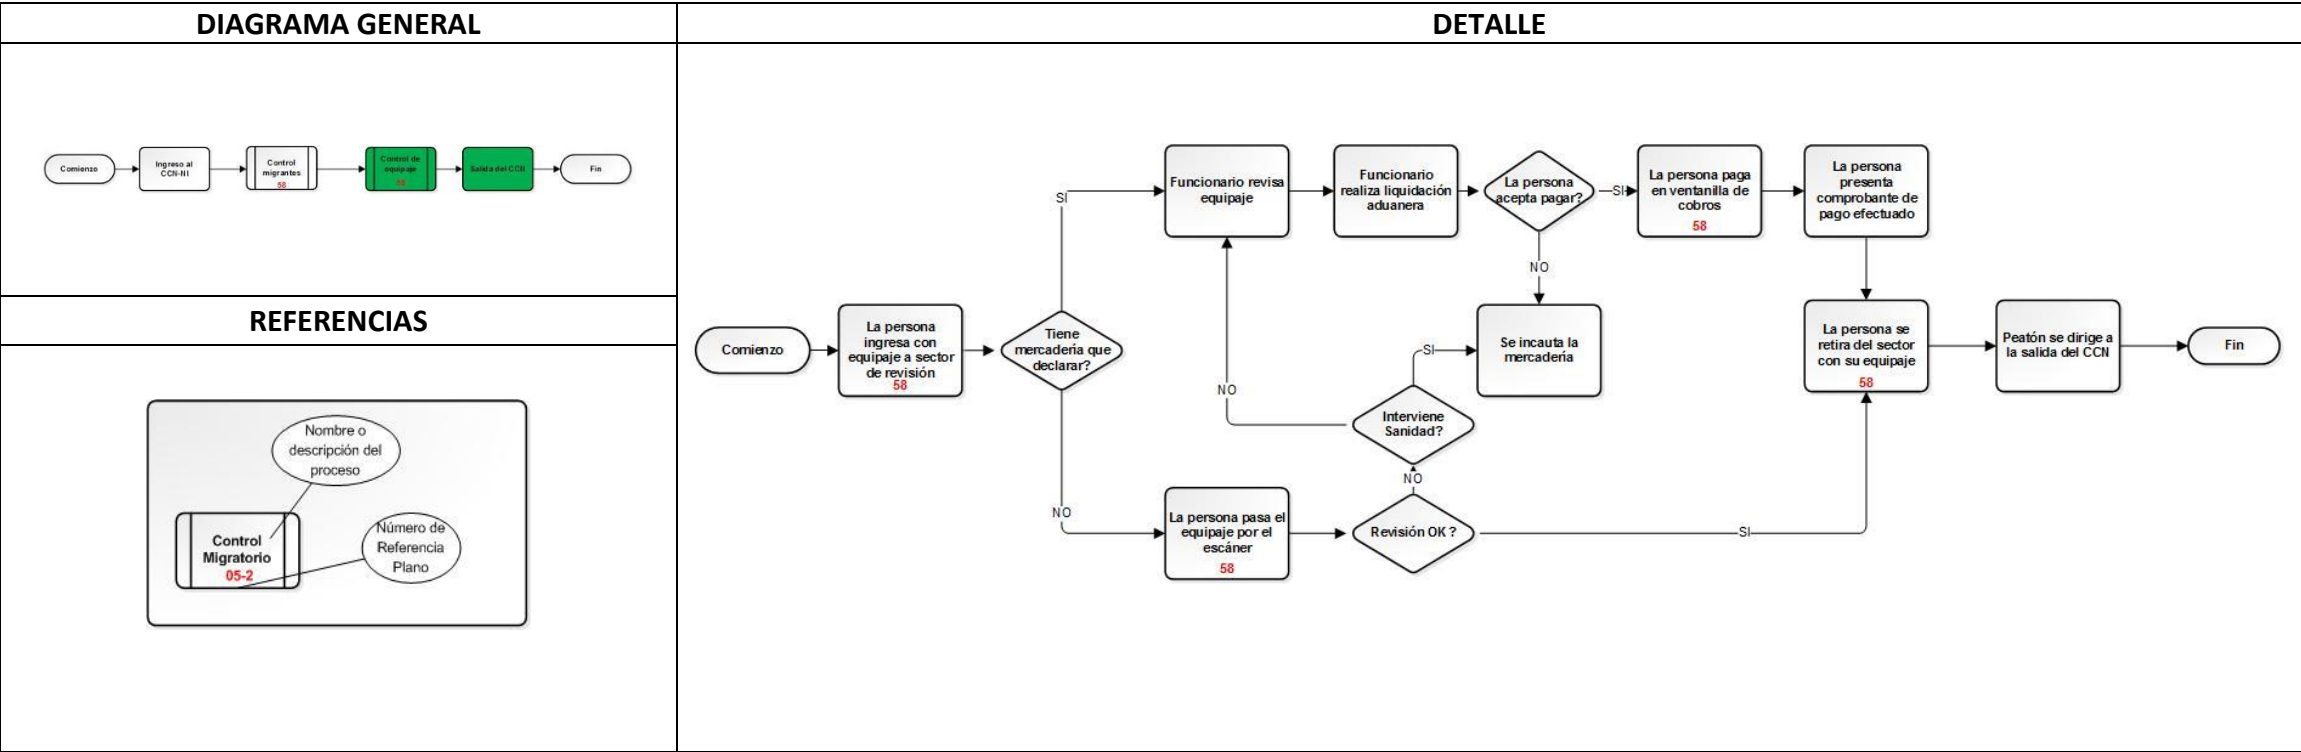 DIAGRAMA GENERAL
Comienzo
Ingreso al
CCN-NI
Control
migrantes
58
Control de
equipaje
58
Salida del CCN
Fin
REFERENCIAS
Nombre o
descripción del
proceso
Control
Migratorio
05-2
Número de
Referencia
Plano
DETALLE
Comienzo
La persona
ingresa con
equipaje a sector
de revisión
58
Tiene
mercadería que
declarar?
SI
Funcionario revisa
equipaje
Funcionario
realiza liquidación
aduanera
La persona
acepta pagar?
SI
La persona paga
en ventanilla de
cobros
58
La persona
presenta
comprobante de
pago efectuado
NO
Se incauta la
mercadería
SI
NO
Interviene
Sanidad?
NO
NO
La persona pasa el
equipaje por el
escáner
58
Revisión OK ?
SI
La persona se
retira del sector
con su equipaje
58
Peatón se dirige a
la salida del CCN
Fin